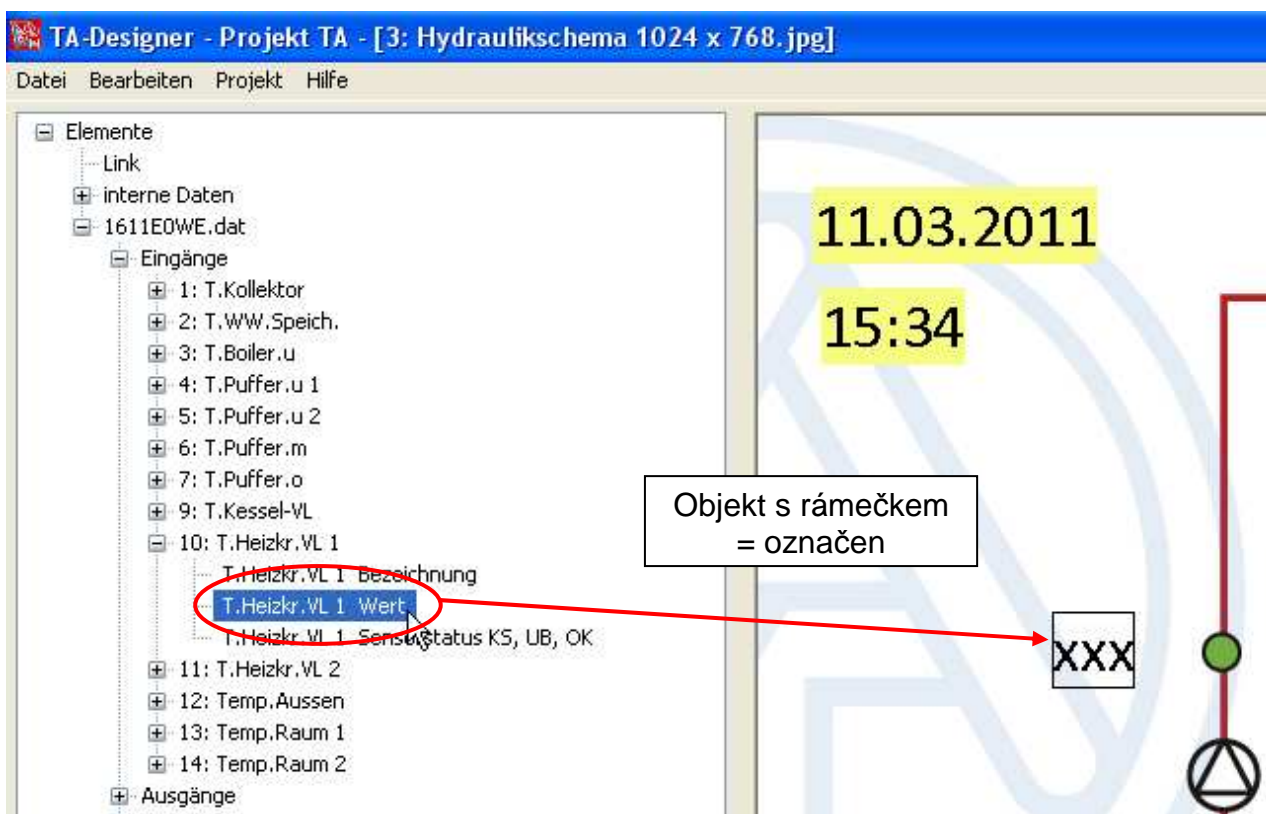 TA-Designer - Projekt TA - [3: Hydraulikschema 1024 x 768.jpg]
Datei Bearbeiten Projekt Hilfe
Elemente
Link
interne Daten
1611E0WE.dat
Eingänge
1: T.Kollektor
2: T.WW.Speich.
3: T.Boiler.u
4: T.Puffer.u 1
5: T.Puffer.u 2
6: T.Puffer.m
7: T.Puffer.o
9: T.Kessel-VL
10: T.Heizkr.VL 1
T.Heizkr.VL 1 Bezeichnung
T.Heizkr.VL 1 Wert
T.Heizkr.VL 1 Sensorstatus KS, UB, OK
11: T.Heizkr.VL 2
12: Temp.Aussen
13: Temp.Raum 1
14: Temp.Raum 2
Ausgänge
11.03.2011
15:34
Objekt s rámečkem
= označen
xxx